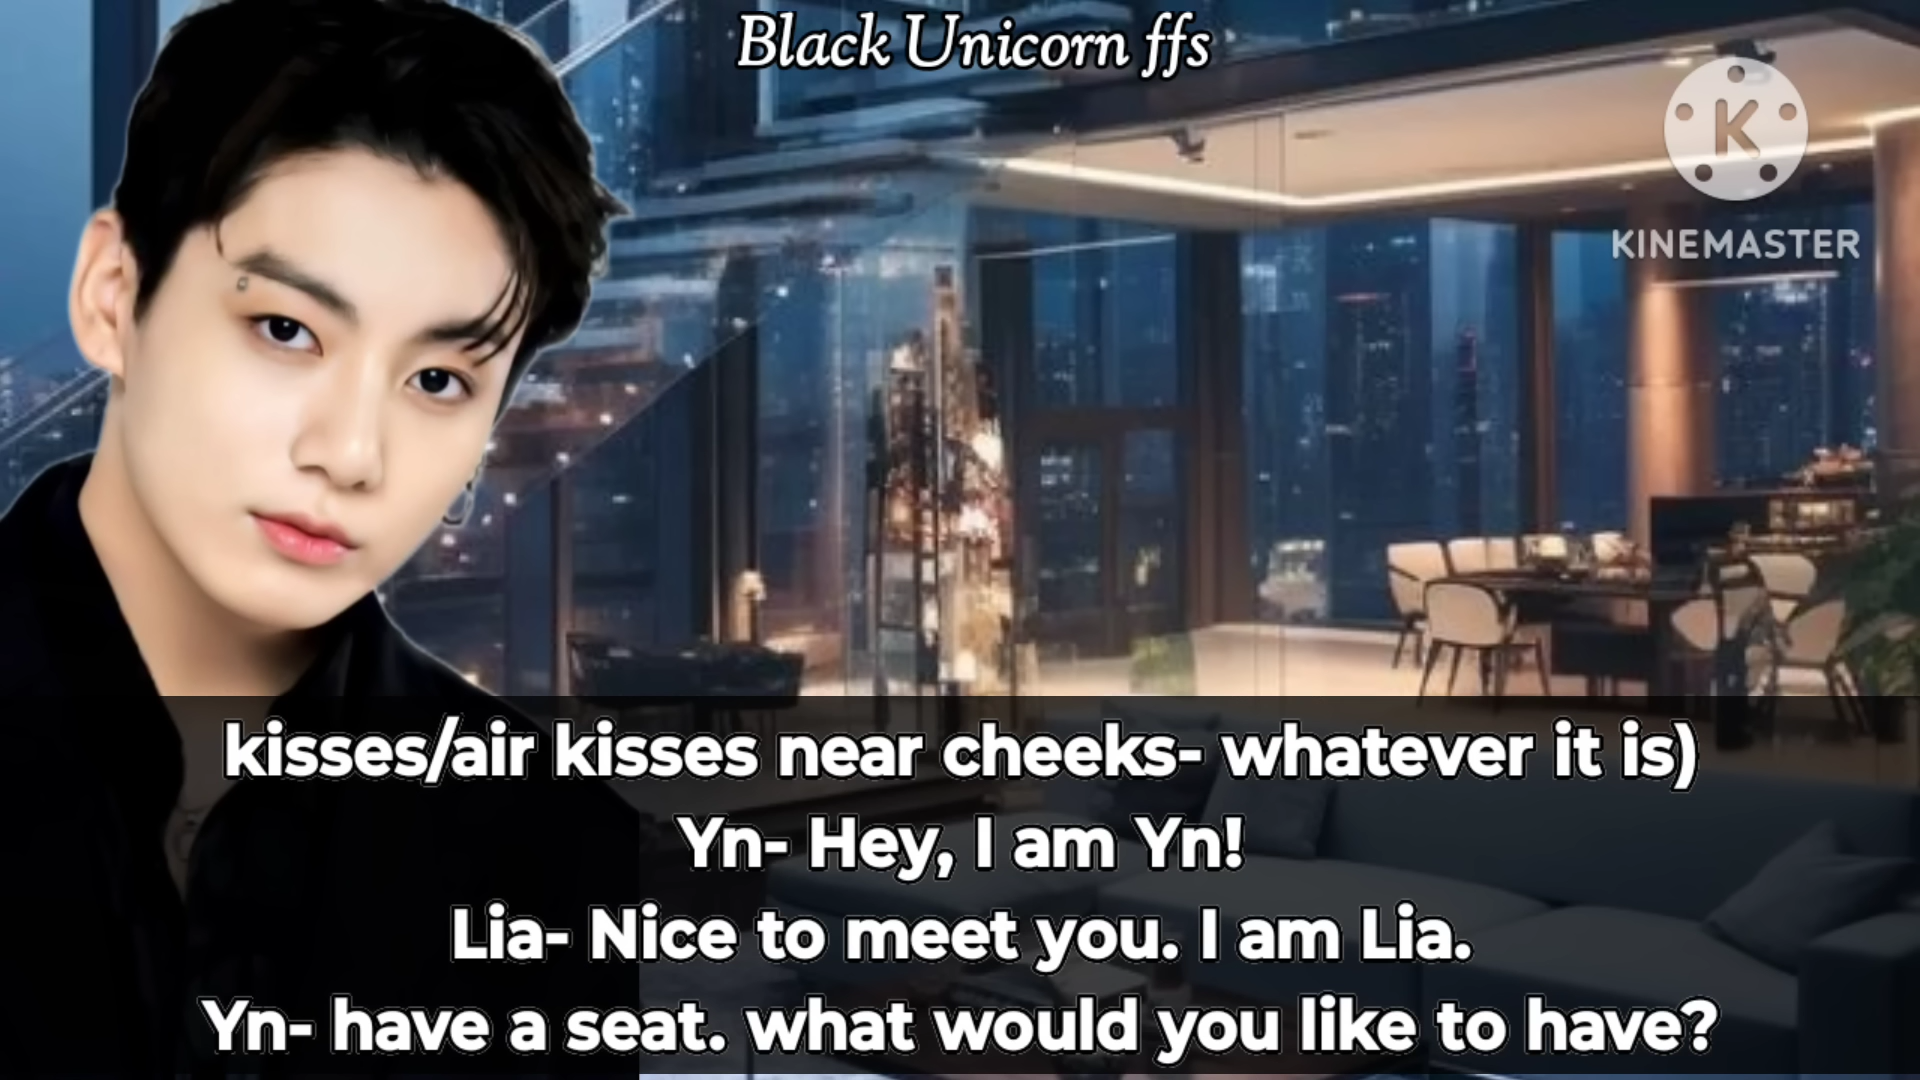 Black Unicorn ffs
K
KINEMASTER
kisses/air kisses near cheeks- whatever it is)
Yn- Hey, I am Yn!
Lia- Nice to meet you. I am Lia.
Yn- have a seat. what would you like to have?